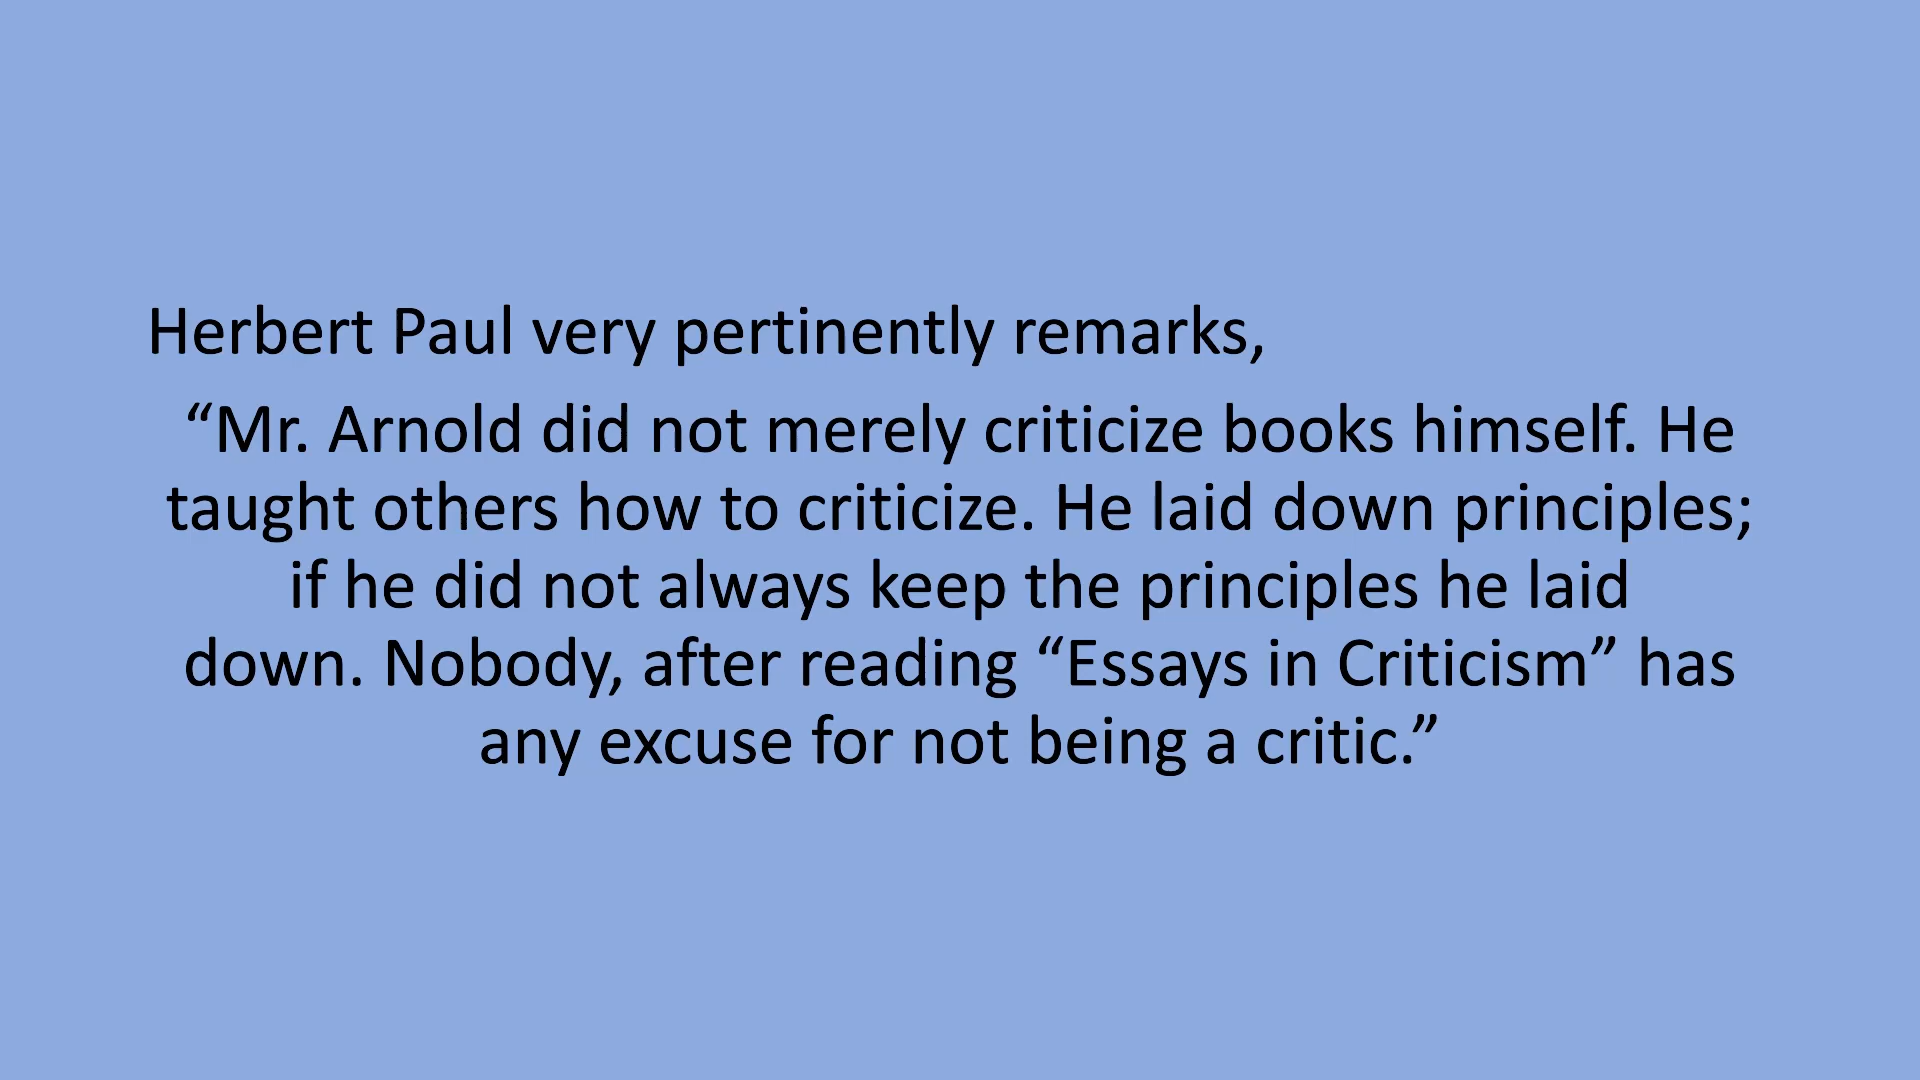 Herbert Paul very pertinently remarks,
“Mr. Arnold did not merely criticize books himself. He
taught others how to criticize. He laid down principles;
if he did not always keep the principles he laid
down. Nobody, after reading “Essays in Criticism” has
any excuse for not being a critic.”